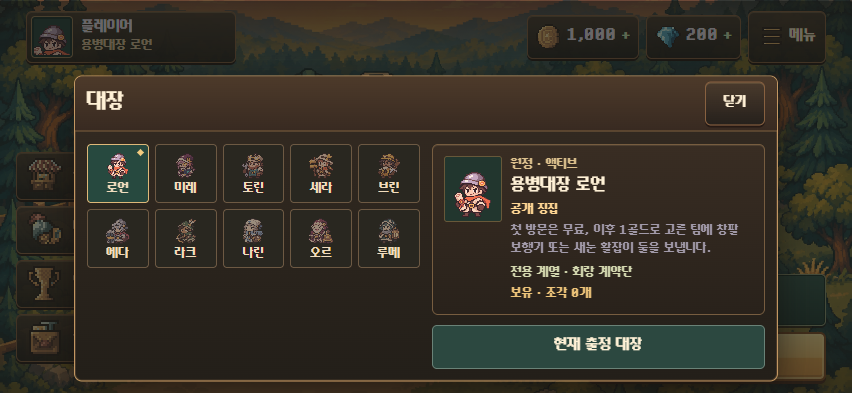 플레이어
용병대장 로언
1,000 +
200 +
메뉴
대장
닫기
로언
미레
토린
세라
브린
에다
라크
나린
오르
루메
원정 · 액티브
용병대장 로언
공개 징집
첫 방문은 무료, 이후 1골드로 고른 팀에 창팔
보행기 또는 새눈 활잡이 둘을 보냅니다.
전용 계열 · 회랑 계약단
보유 · 조각 0개
현재 출정 대장